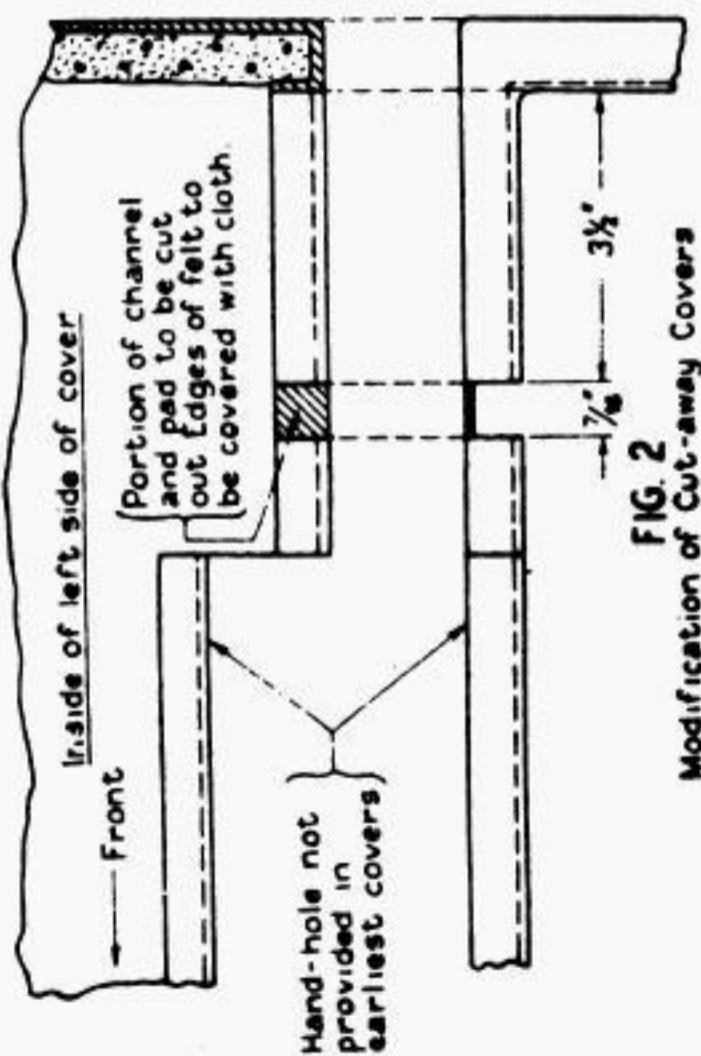 Inside of left side of cover
Front
Portion of channel
and pad to be cut
out Edges of felt to
be covered with cloth.
Hand-hole not
provided in
earliest covers
7/8"
3½"
FIG. 2
Modification of Cut-away Covers